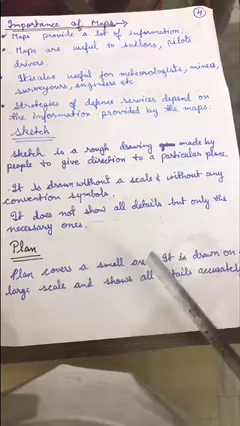 4
Importance of Maps
Maps provide a lot of information.
Maps are useful to sailors, pilots
drivers.
It is also useful for meteorologists, miners,
surveyours, engineers etc
Strategies of defence services depend on
the information provided by the maps.
Sketch
Sketch is a rough drawing made by
people to give direction to a particular place.
It is drawn without a scale & without any
convention symbols.
It does not show all details but only the
necessary ones.
Plan
Plan covers a small It is drawn on
large scale and shows all